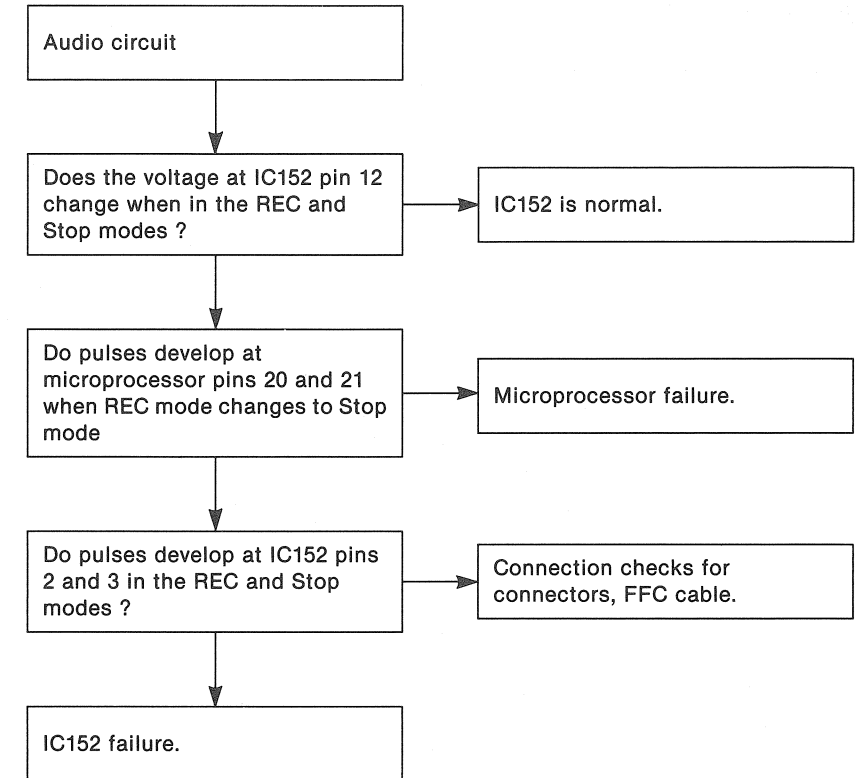 Audio circuit
Does the voltage at IC152 pin 12
change when in the REC and
Stop modes ?
IC152 is normal.
Do pulses develop at
microprocessor pins 20 and 21
when REC mode changes to Stop
mode
Microprocessor failure.
Do pulses develop at IC152 pins
2 and 3 in the REC and Stop
modes ?
Connection checks for
connectors, FFC cable.
IC152 failure.